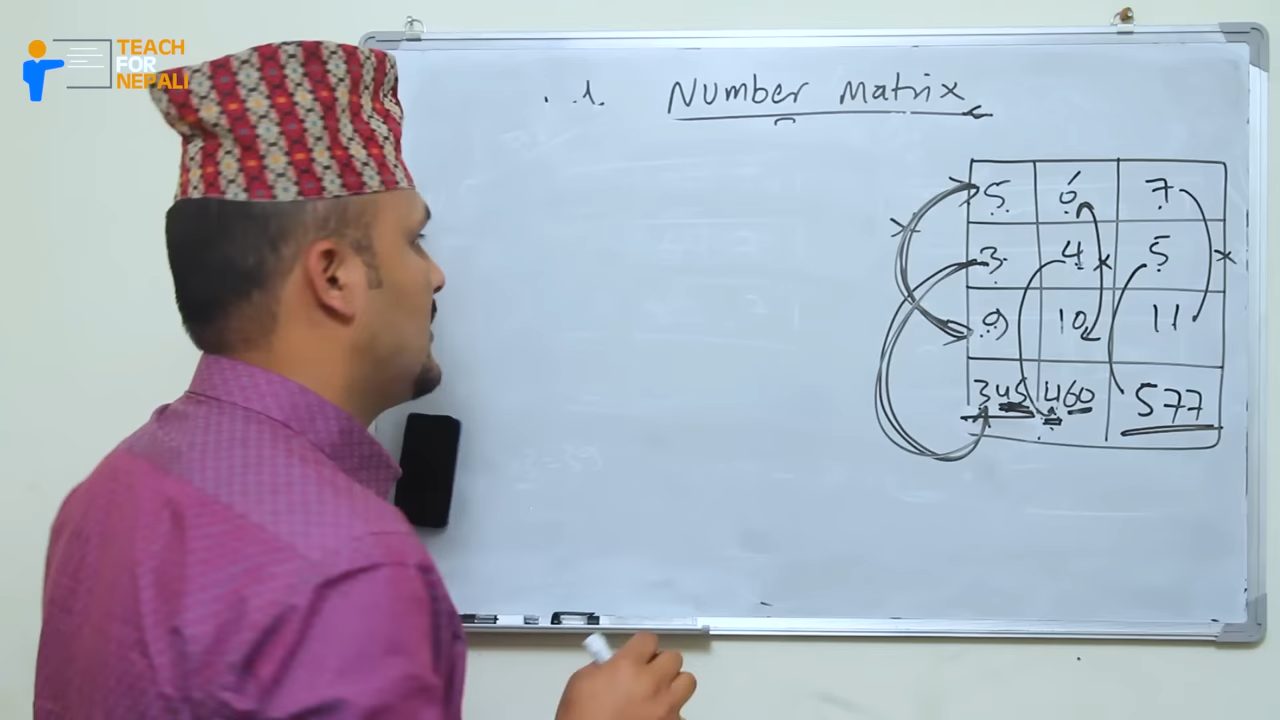 TEACH
FOR
NEPALI
. 1. Number Matrix
5 6 7
3 4 5
9 10 11
345 460 577